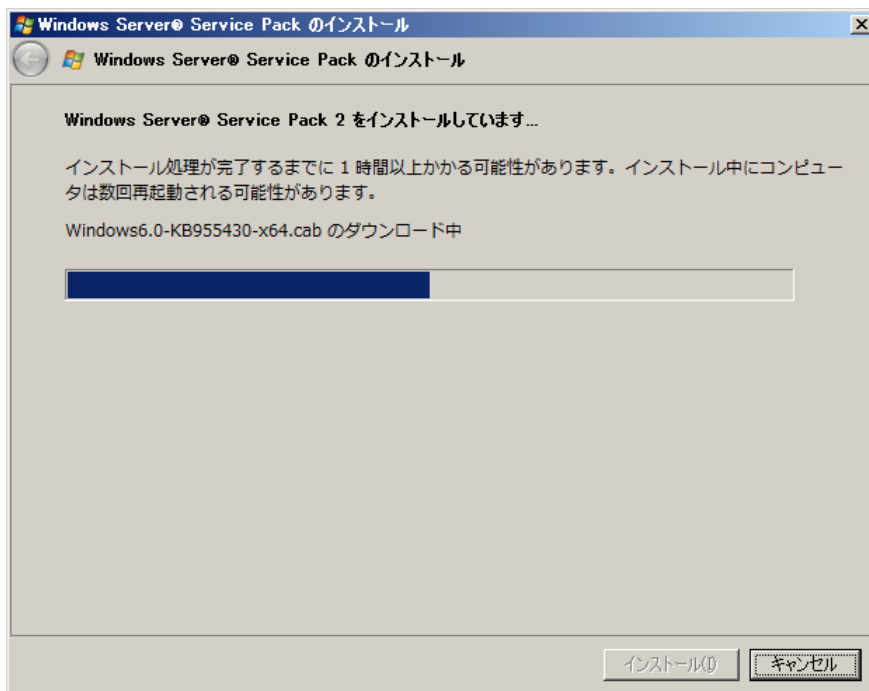 Windows Server® Service Pack のインストール
Windows Server® Service Pack のインストール
Windows Server® Service Pack 2 をインストールしています...
インストール処理が完了するまでに 1 時間以上かかる可能性があります。インストール中にコンピュー
タは数回再起動される可能性があります。
Windows6.0-KB955430-x64.cab のダウンロード中
インストール(I)
キャンセル